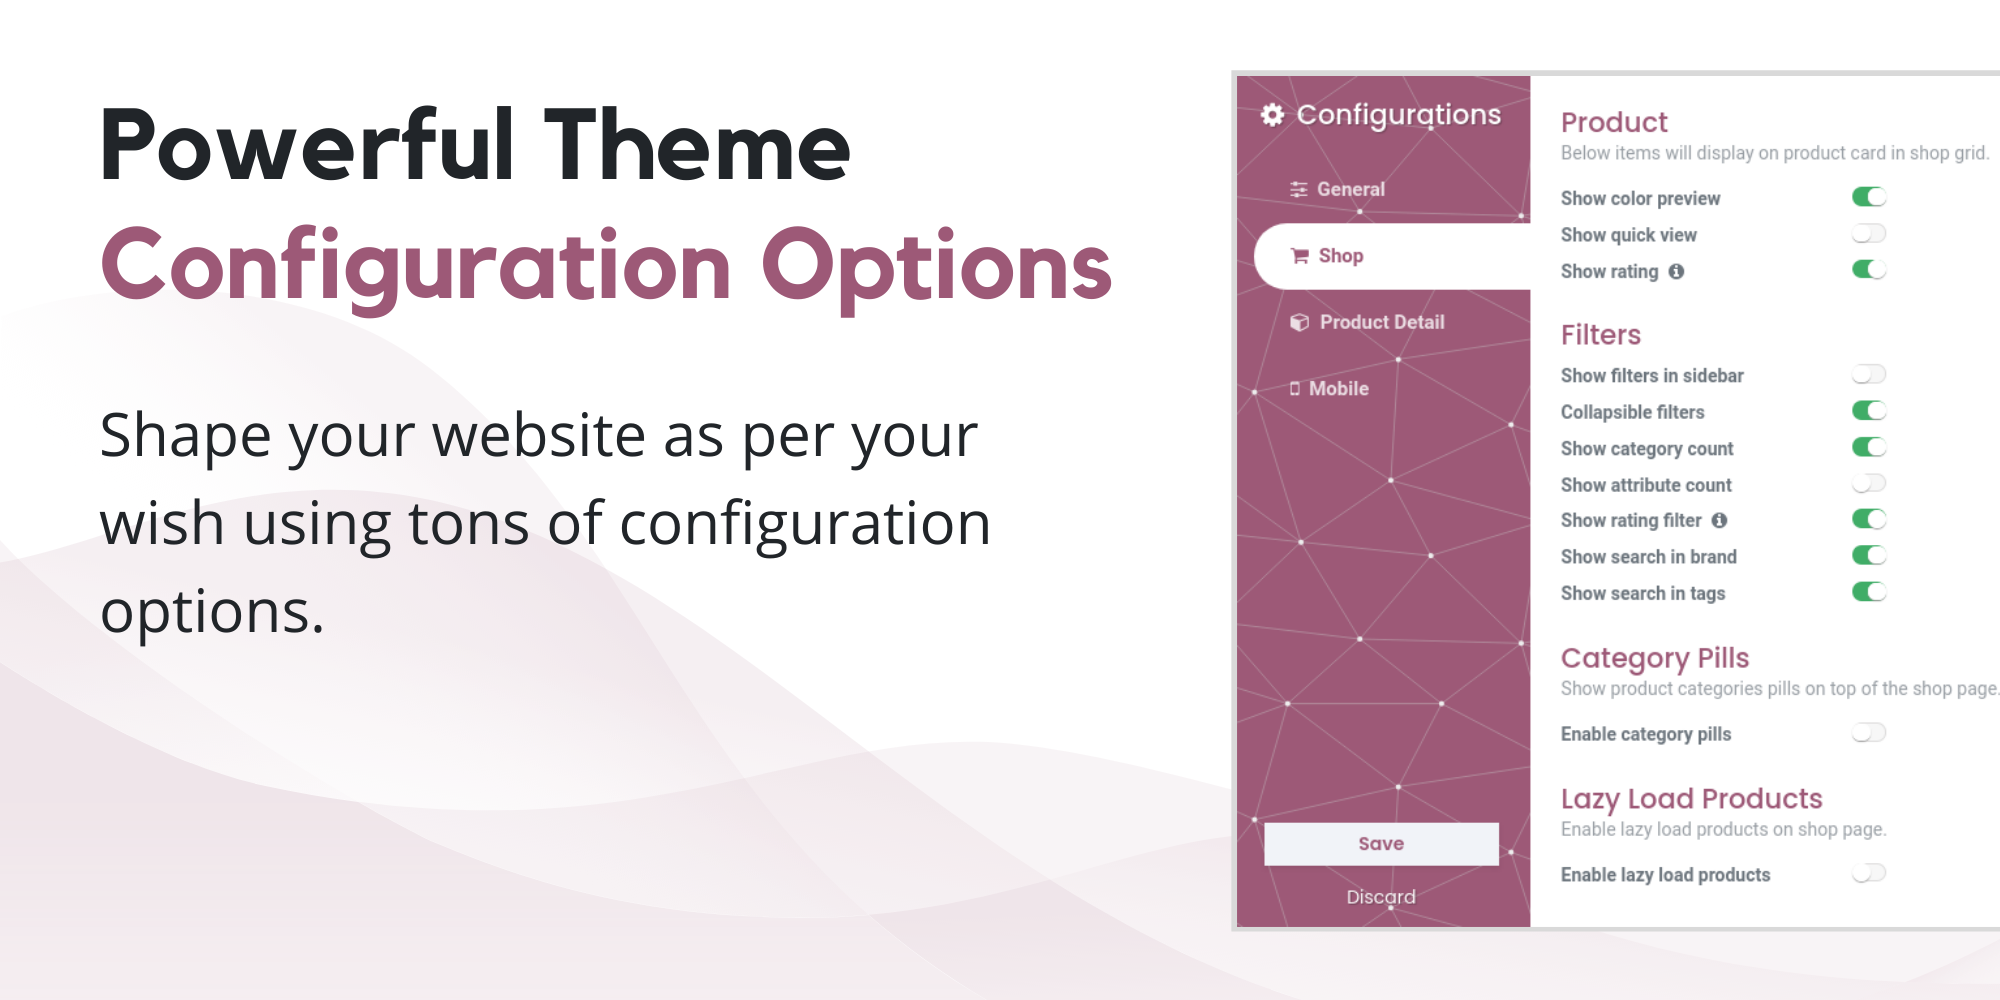 Powerful Theme
Configuration Options
Shape your website as per your
wish using tons of configuration
options.
Configurations
General
Shop
Product Detail
Mobile
Save
Discard
Product
Below items will display on product card in shop grid.
Show color preview
Show quick view
Show rating
Filters
Show filters in sidebar
Collapsible filters
Show category count
Show attribute count
Show rating filter
Show search in brand
Show search in tags
Category Pills
Show product categories pills on top of the shop page.
Enable category pills
Lazy Load Products
Enable lazy load products on shop page.
Enable lazy load products